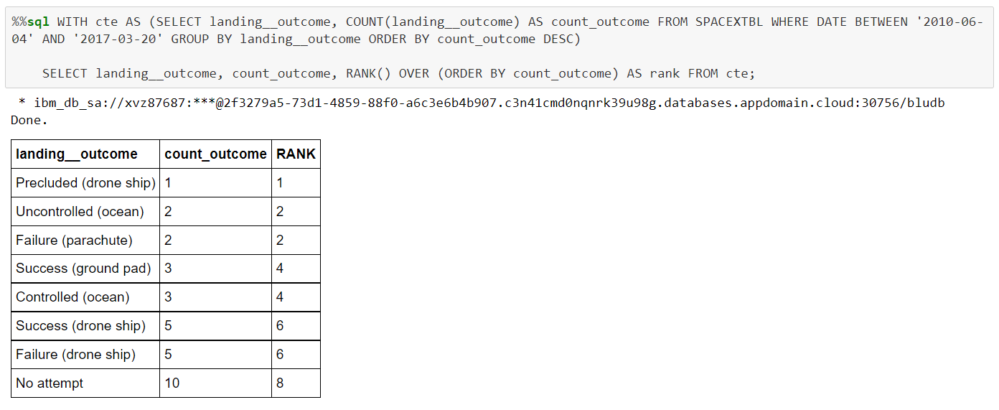 %%sql WITH cte AS (SELECT landing__outcome, COUNT(landing__outcome) AS count_outcome FROM SPACEXTBL WHERE DATE BETWEEN '2010-06-
04' AND '2017-03-20' GROUP BY landing__outcome ORDER BY count_outcome DESC)
SELECT landing__outcome, count_outcome, RANK() OVER (ORDER BY count_outcome) AS rank FROM cte;
* ibm_db_sa://xvz87687:***@2f3279a5-73d1-4859-88f0-a6c3e6b4b907.c3n41cmd0nqnrk39u98g.databases.appdomain.cloud:30756/bludb
Done.
landing__outcome count_outcome RANK
Precluded (drone ship) 1 1
Uncontrolled (ocean) 2 2
Failure (parachute) 2 2
Success (ground pad) 3 4
Controlled (ocean) 3 4
Success (drone ship) 5 6
Failure (drone ship) 5 6
No attempt 10 8